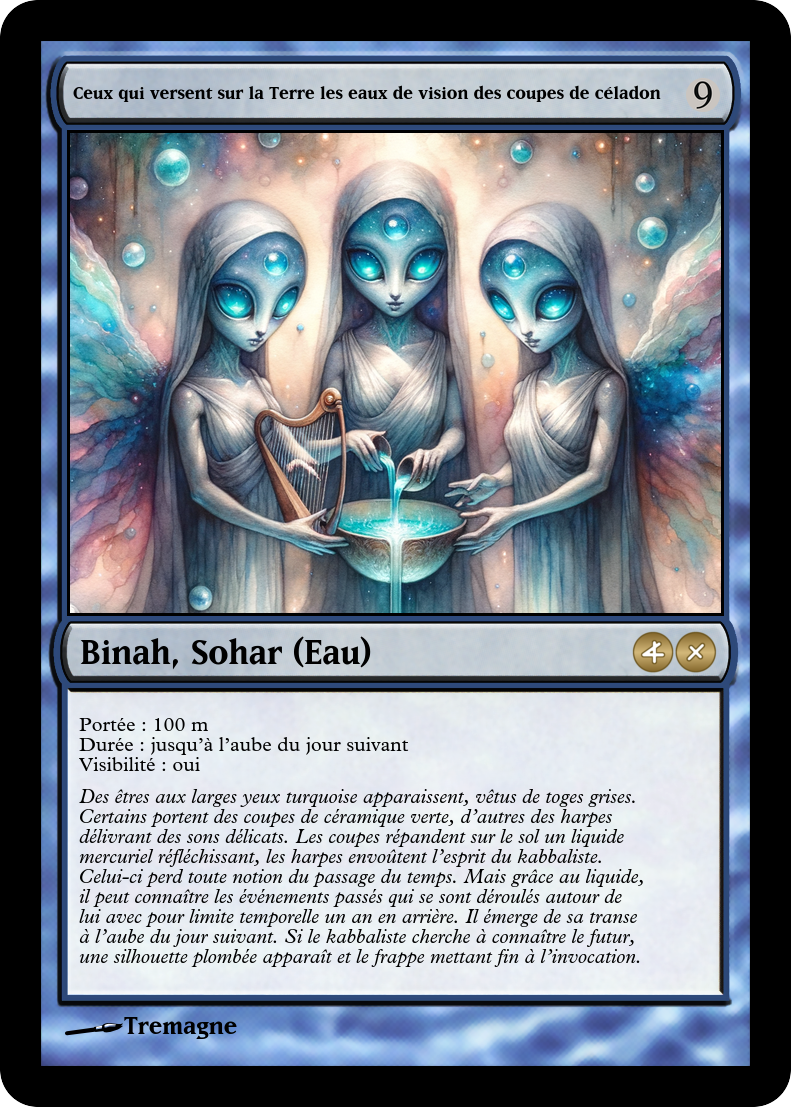 Ceux qui versent sur la Terre les eaux de vision des coupes de céladon 9
Binah, Sohar (Eau)
Portée : 100 m
Durée : jusqu'à l'aube du jour suivant
Visibilité : oui
Des êtres aux larges yeux turquoise apparaissent, vêtus de toges grises.
Certains portent des coupes de céramique verte, d'autres des harpes
délivrant des sons délicats. Les coupes répandent sur le sol un liquide
mercuriel réfléchissant, les harpes envoûtent l'esprit du kabbaliste.
Celui-ci perd toute notion du passage du temps. Mais grâce au liquide,
il peut connaître les événements passés qui se sont déroulés autour de
lui avec pour limite temporelle un an en arrière. Il émerge de sa transe
à l'aube du jour suivant. Si le kabbaliste cherche à connaître le futur,
une silhouette plombée apparaît et le frappe mettant fin à l'invocation.
Tremagne